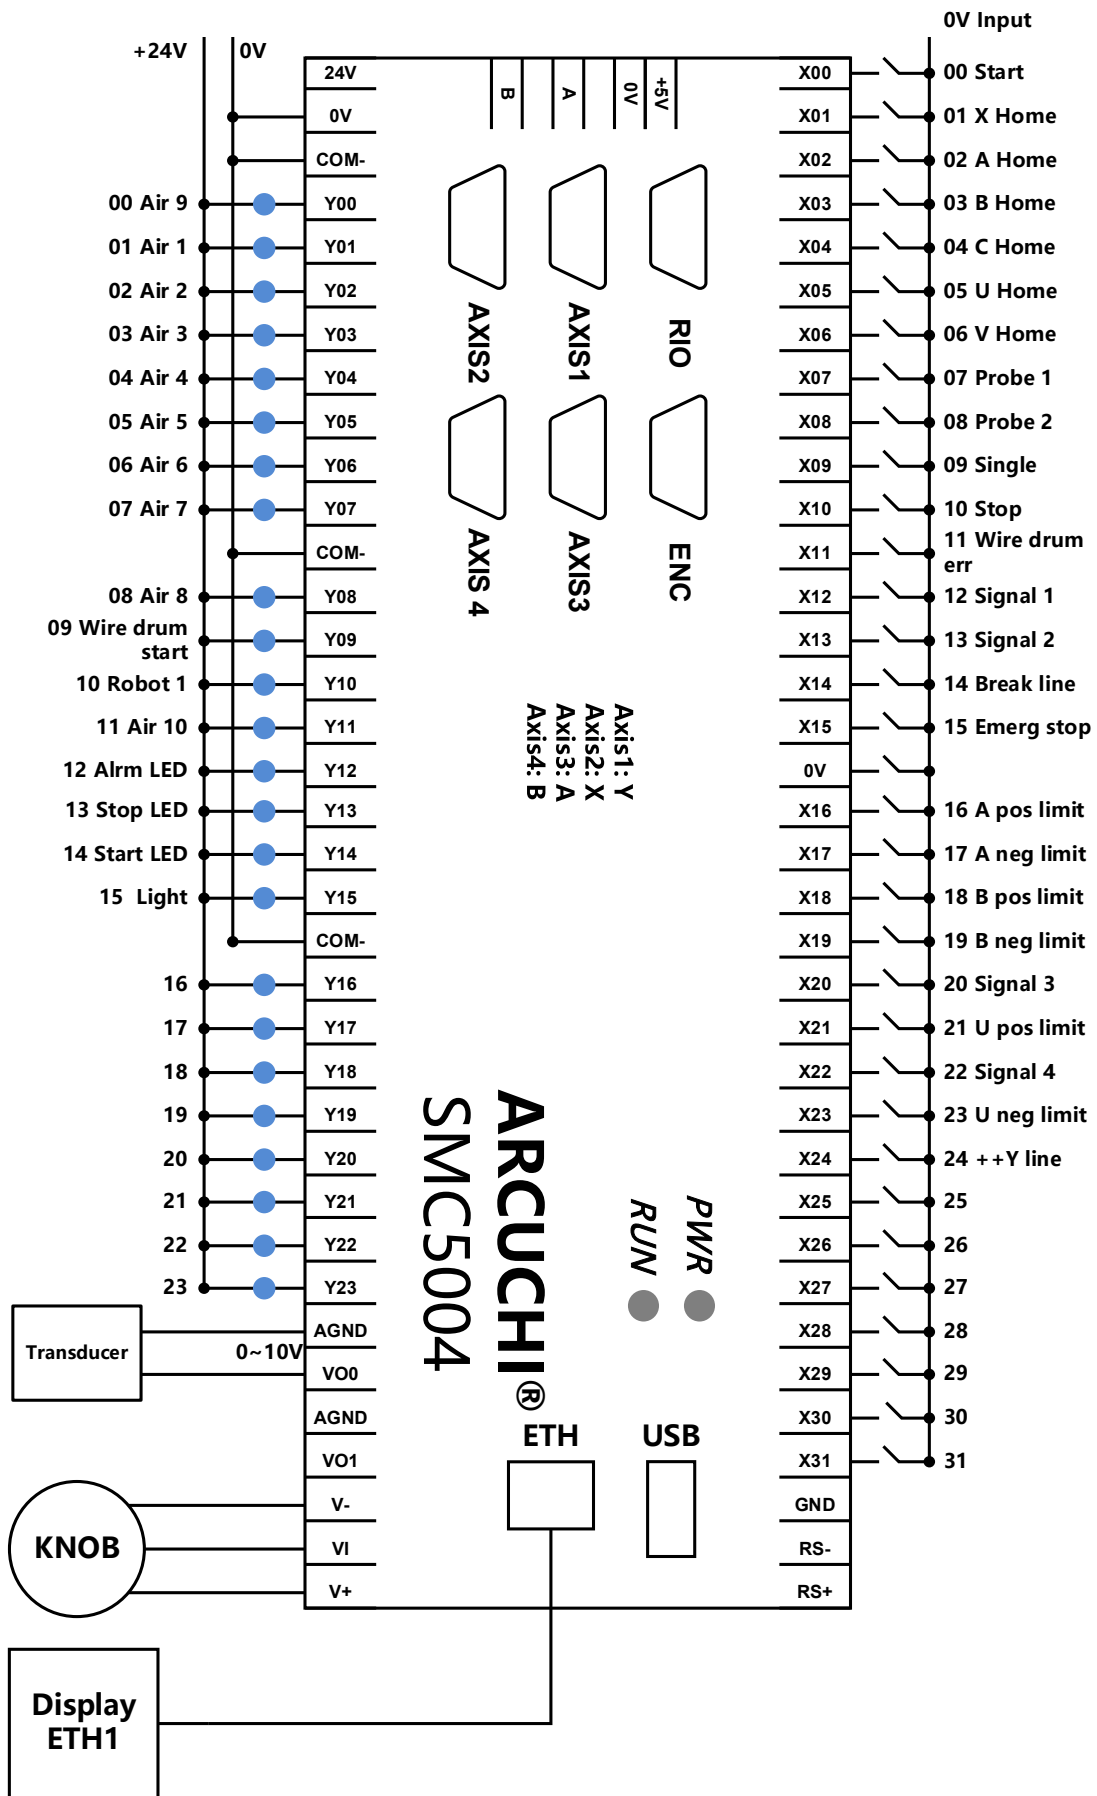 0V Input
+24V
0V
24V
0V
COM-
00 Air 9
Y00
01 Air 1
Y01
02 Air 2
Y02
03 Air 3
Y03
04 Air 4
Y04
05 Air 5
Y05
06 Air 6
Y06
07 Air 7
Y07
COM-
08 Air 8
Y08
09 Wire drum
start
Y09
10 Robot 1
Y10
11 Air 10
Y11
12 Alrm LED
Y12
13 Stop LED
Y13
14 Start LED
Y14
15 Light
Y15
COM-
16
Y16
17
Y17
18
Y18
19
Y19
20
Y20
21
Y21
22
Y22
23
Y23
AGND
Transducer
0~10V
VO0
AGND
VO1
V-
KNOB
VI
V+
Display
ETH1
B
A
0V
+5V
AXIS2
AXIS1
RIO
AXIS 4
AXIS3
ENC
Axis1: Y
Axis2: X
Axis3: A
Axis4: B
ARCUCHI®
SMC5004
PWR
RUN
ETH
USB
X00
00 Start
X01
01 X Home
X02
02 A Home
X03
03 B Home
X04
04 C Home
X05
05 U Home
X06
06 V Home
X07
07 Probe 1
X08
08 Probe 2
X09
09 Single
X10
10 Stop
X11
11 Wire drum
err
X12
12 Signal 1
X13
13 Signal 2
X14
14 Break line
X15
15 Emerg stop
0V
X16
16 A pos limit
X17
17 A neg limit
X18
18 B pos limit
X19
19 B neg limit
X20
20 Signal 3
X21
21 U pos limit
X22
22 Signal 4
X23
23 U neg limit
X24
24 ++Y line
X25
25
X26
26
X27
27
X28
28
X29
29
X30
30
X31
31
GND
RS-
RS+